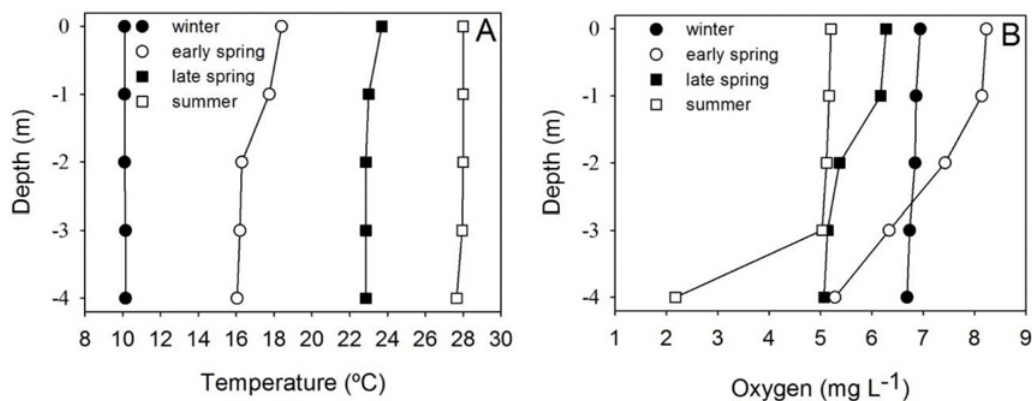 A
winter
early spring
late spring
summer
0
-1
-2
-3
-4
Depth (m)
8 10 12 14 16 18 20 22 24 26 28 30
Temperature (ºC)
B
winter
early spring
late spring
summer
0
-1
-2
-3
-4
Depth (m)
1 2 3 4 5 6 7 8 9
Oxygen (mg L-1)